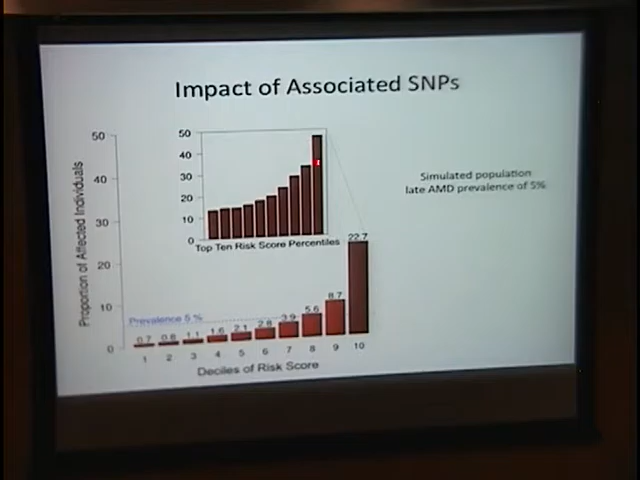 Impact of Associated SNPs
Simulated population
late AMD prevalence of 5%
Proportion of Affected Individuals
50
40
30
20
10
0
50
40
30
20
10
0
Top Ten Risk Score Percentiles
Prevalence 5 %
0.7 0.8 1.1 1.6 2.1 2.8 3.9 5.6 8.7 22.7
1 2 3 4 5 6 7 8 9 10
Deciles of Risk Score